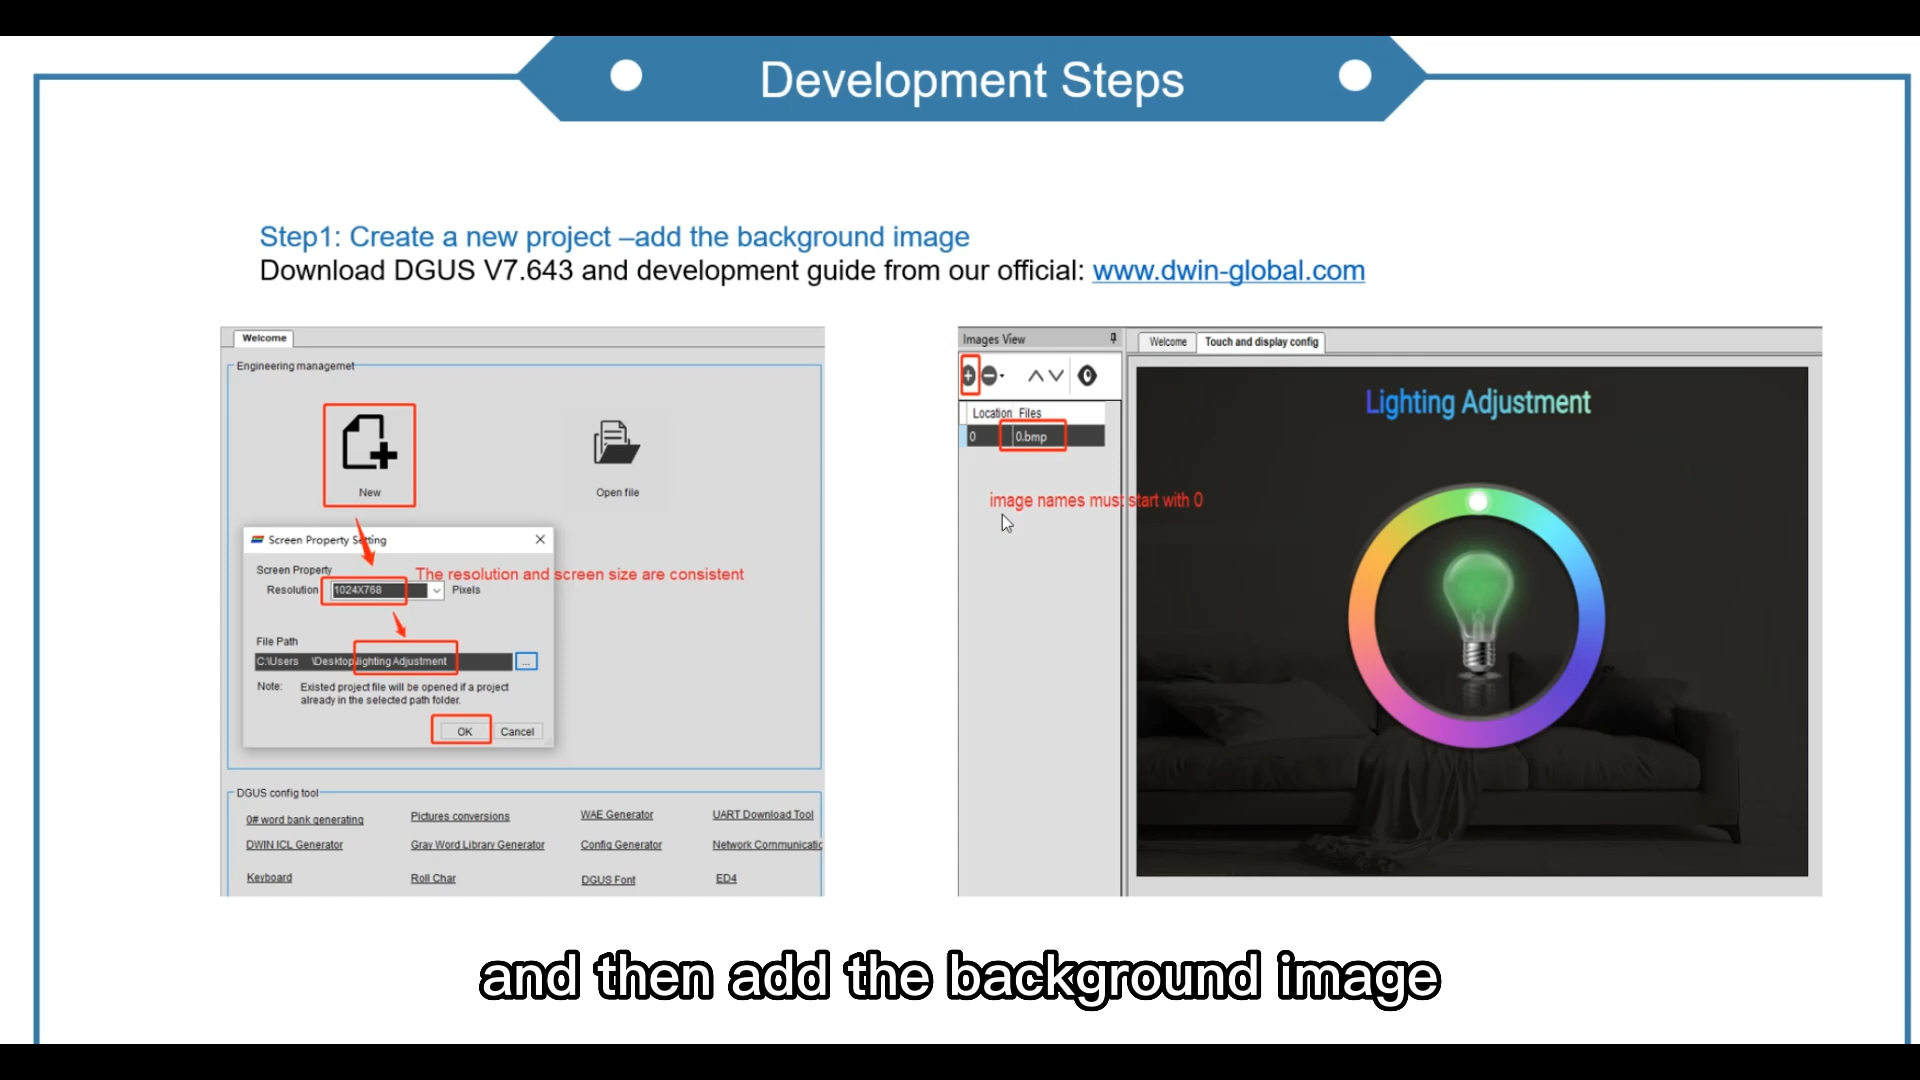 Development Steps
Step1: Create a new project –add the background image
Download DGUS V7.643 and development guide from our official: www.dwin-global.com
Welcome
Engineering managemet
New
Open file
Screen Property Setting
Screen Property
Resolution 1024X768 Pixels
The resolution and screen size are consistent
File Path
C:\Users \Desktop\lighting Adjustment ...
Note: Existed project file will be opened if a project
already in the selected path folder.
OK Cancel
DGUS config tool
0# word bank generating Pictures conversions WAE Generator UART Download Tool
DWIN ICL Generator Gray Word Library Generator Config Generator Network Communicatio
Keyboard Roll Char DGUS Font ED4
Images View
Location Files
0 0.bmp
image names must start with 0
Welcome Touch and display config
Lighting Adjustment
and then add the background image